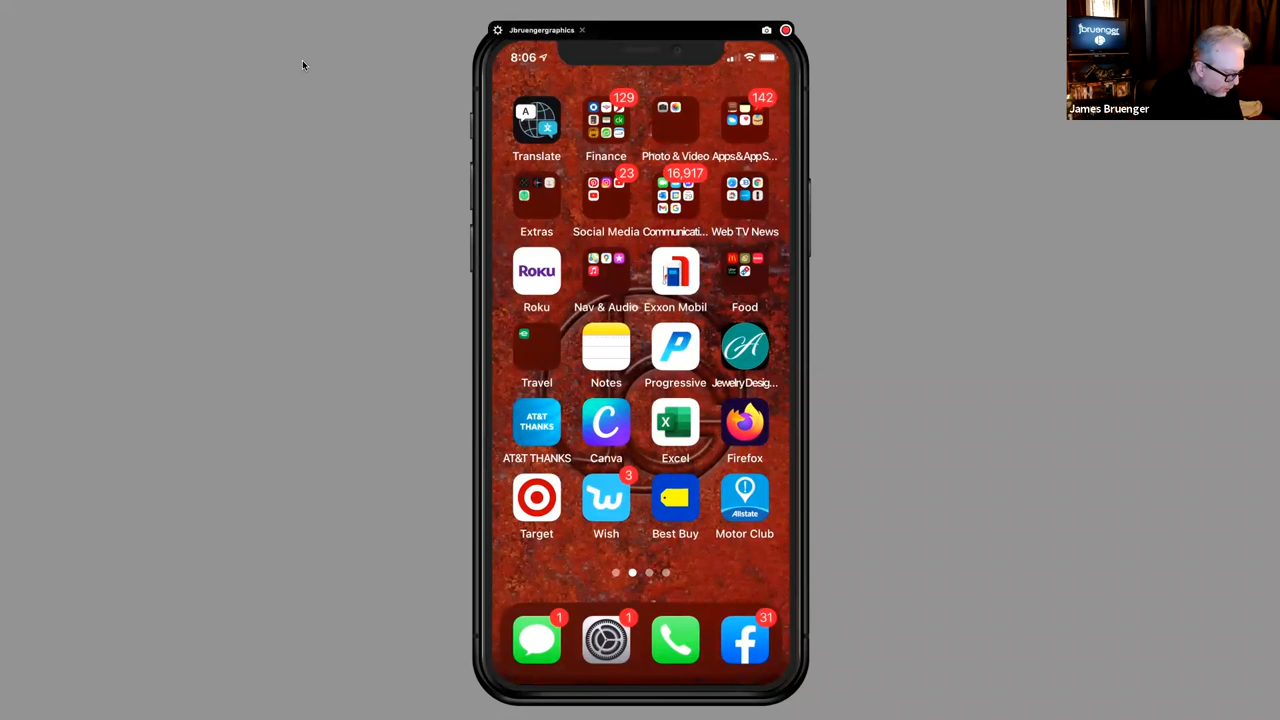 Jbruengergraphics
8:06
129
142
A
Translate
Finance
Photo & Video
Apps&AppS...
23
16,917
Extras
Social Media
Communicati...
Web TV News
ROKU
Roku
Nav & Audio
Exxon Mobil
Food
Travel
Notes
Progressive
Jewelry Desig...
AT&T
THANKS
AT&T THANKS
Canva
Excel
Firefox
3
Allstate
Target
Wish
Best Buy
Motor Club
1
1
31
jbruenger
James Bruenger